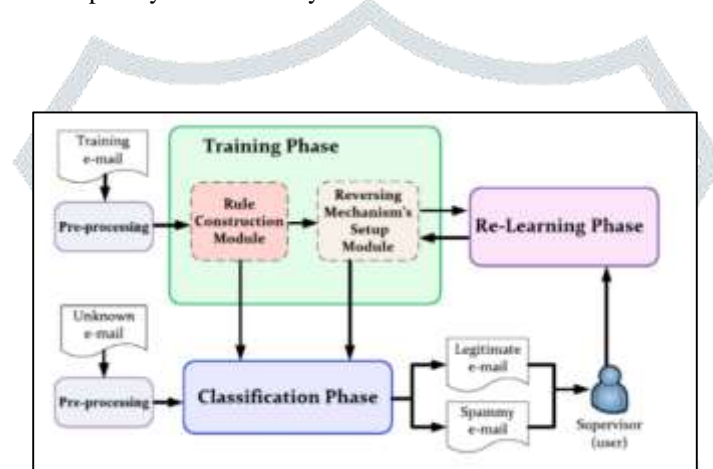 Training
e-mail
Pre-processing
Training Phase
Rule
Construction
Module
Reversing
Mechanism's
Setup
Module
Re-Learning Phase
Unknown
e-mail
Pre-processing
Classification Phase
Legitimate
e-mail
Spammy
e-mail
Supervisor
(user)